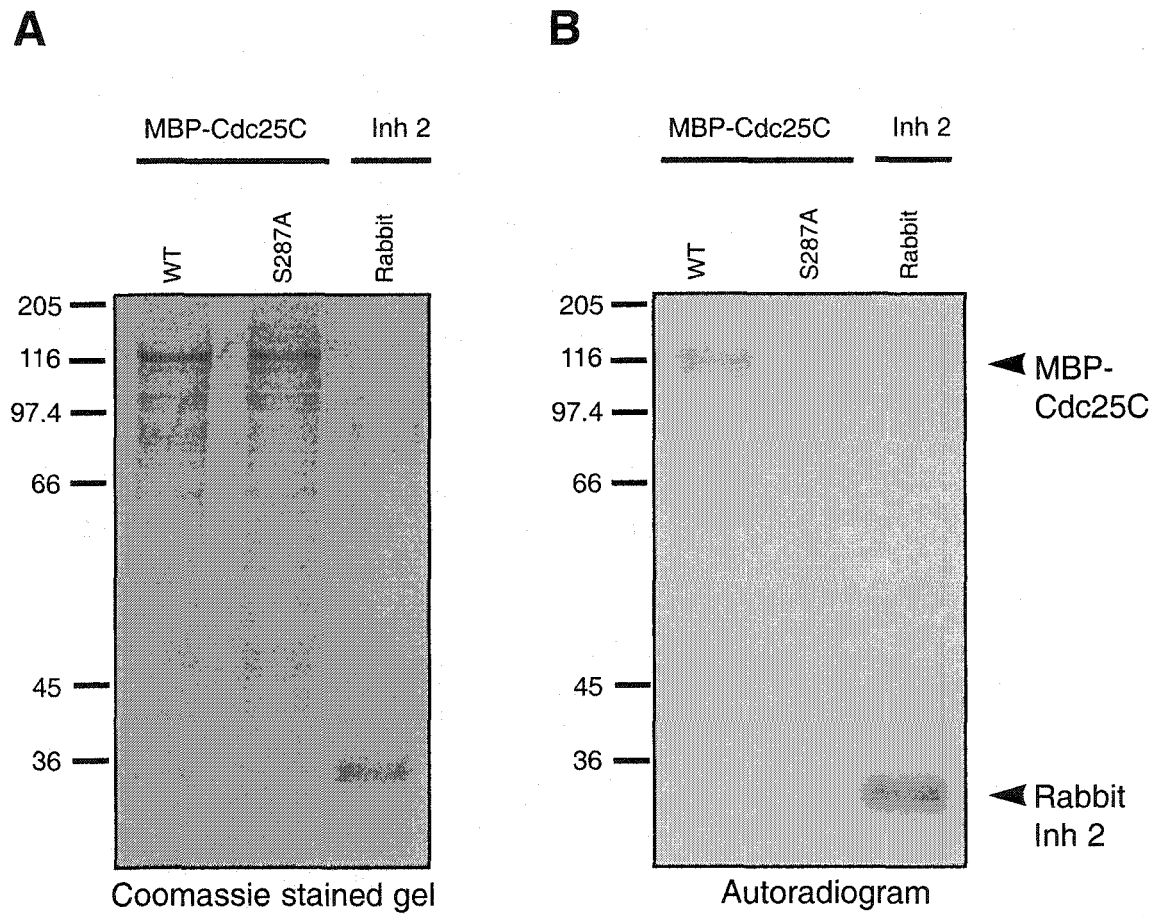 A
MBP-Cdc25C
Inh 2
WT
S287A
Rabbit
205
116
97.4
66
45
36
Coomassie stained gel
B
MBP-Cdc25C
Inh 2
WT
S287A
Rabbit
205
116
97.4
66
45
36
MBP-
Cdc25C
Rabbit
Inh 2
Autoradiogram